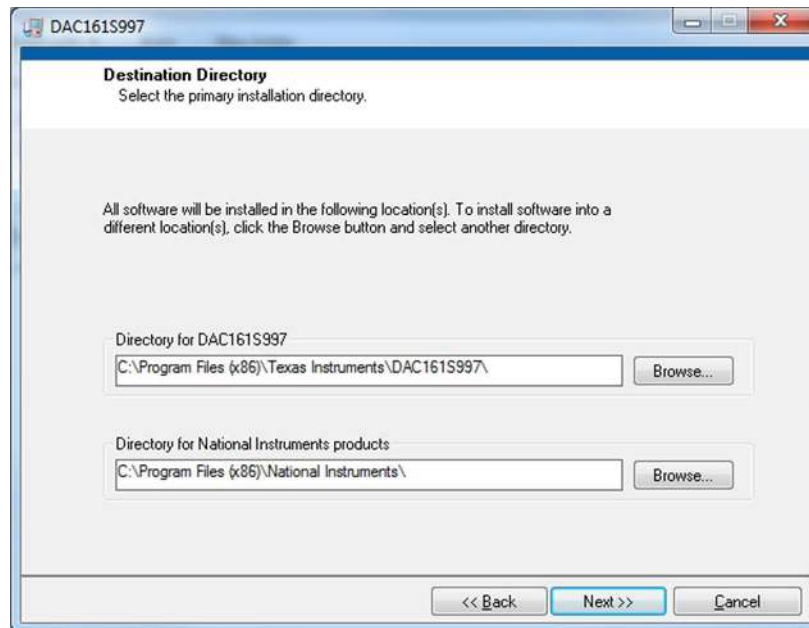 DAC161S997
Destination Directory
Select the primary installation directory.
All software will be installed in the following location(s). To install software into a
different location(s), click the Browse button and select another directory.
Directory for DAC161S997
C:\Program Files (x86)\Texas Instruments\DAC161S997\
Browse...
Directory for National Instruments products
C:\Program Files (x86)\National Instruments\
Browse...
<< Back
Next >>
Cancel